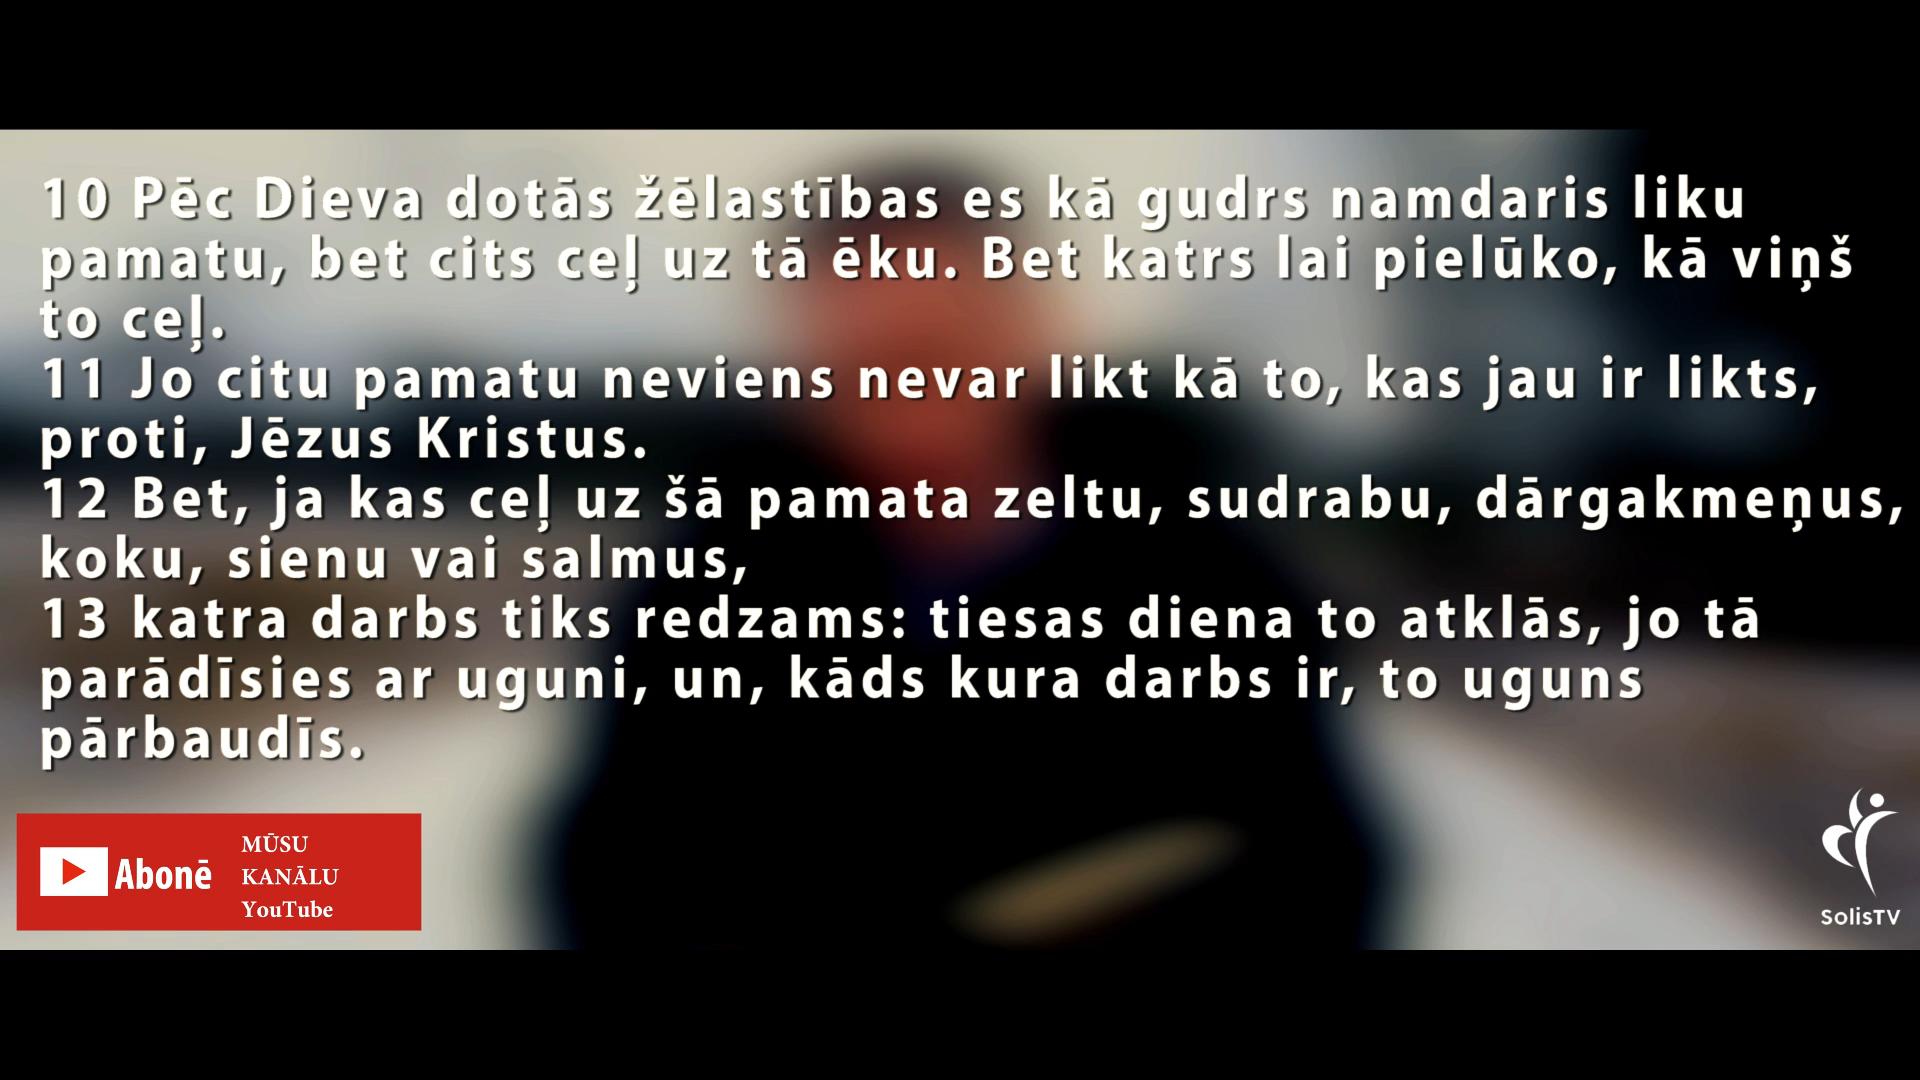 10 Pēc Dieva dotās žēlastības es kā gudrs namdaris liku
pamatu, bet cits ceļ uz tā ēku. Bet katrs lai pielūko, kā viņš
to ceļ.
11 Jo citu pamatu neviens nevar likt kā to, kas jau ir likts,
proti, Jēzus Kristus.
12 Bet, ja kas ceļ uz šā pamata zeltu, sudrabu, dārgakmeņus,
koku, sienu vai salmus,
13 katra darbs tiks redzams: tiesas diena to atklās, jo tā
parādīsies ar uguni, un, kāds kura darbs ir, to uguns
pārbaudīs.
Abonē
MŪSU
KANĀLU
YouTube
SolisTV